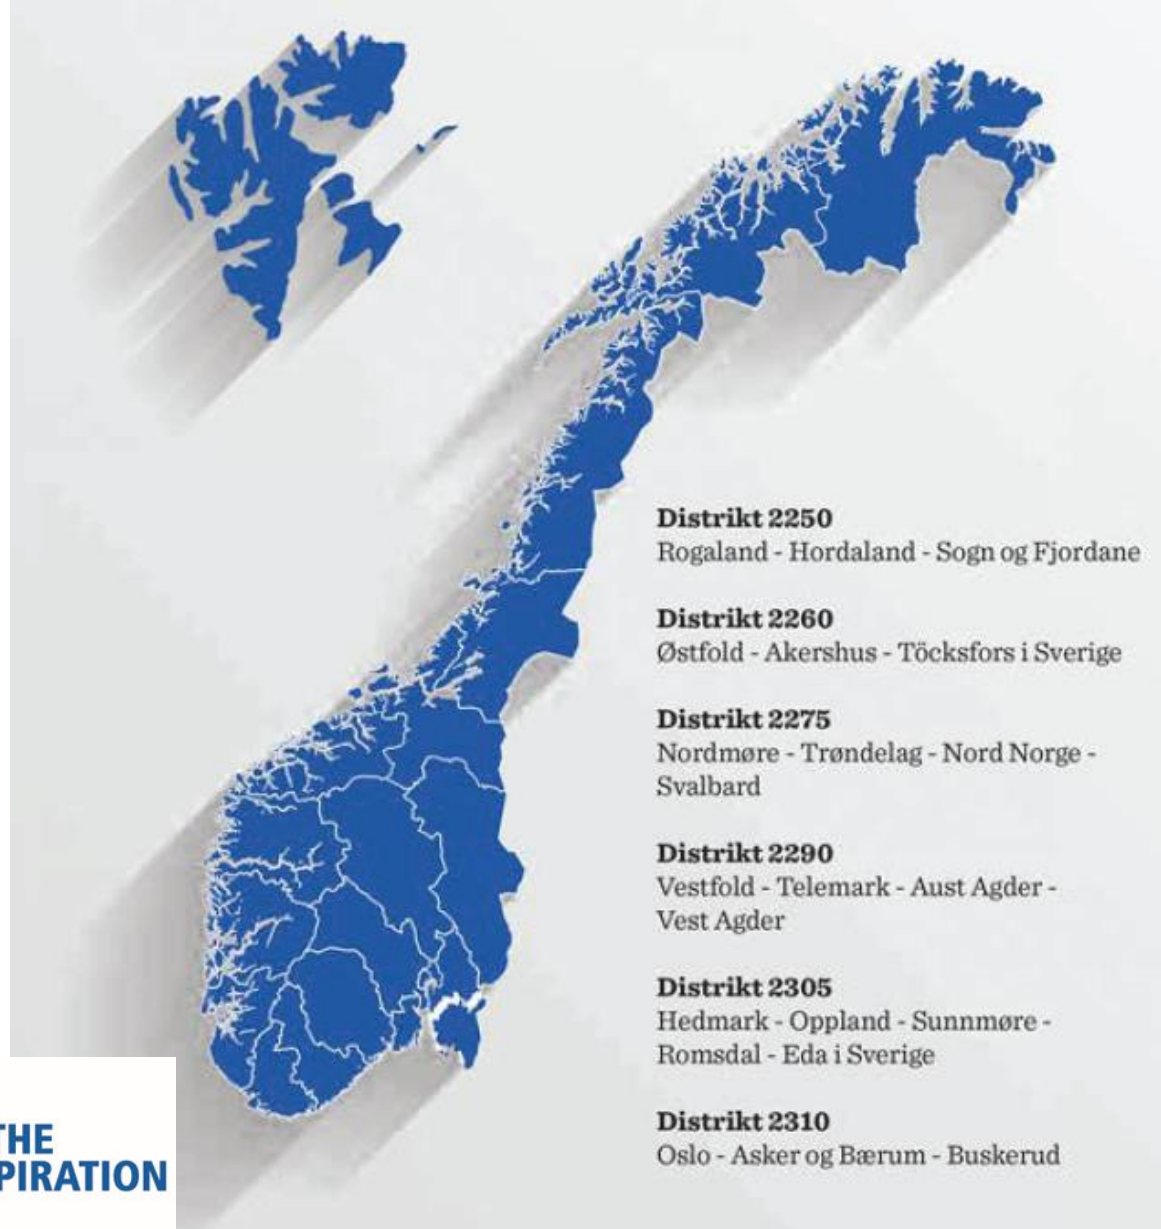 Distrikt 2250
Rogaland - Hordaland - Sogn og Fjordane
Distrikt 2260
Østfold - Akershus - Töcksfors i Sverige
Distrikt 2275
Nordmøre - Trøndelag - Nord Norge -
Svalbard
Distrikt 2290
Vestfold - Telemark - Aust Agder -
Vest Agder
Distrikt 2305
Hedmark - Oppland - Sunnmøre -
Romsdal - Eda i Sverige
Distrikt 2310
Oslo - Asker og Bærum - Buskerud
THE
PIRATION